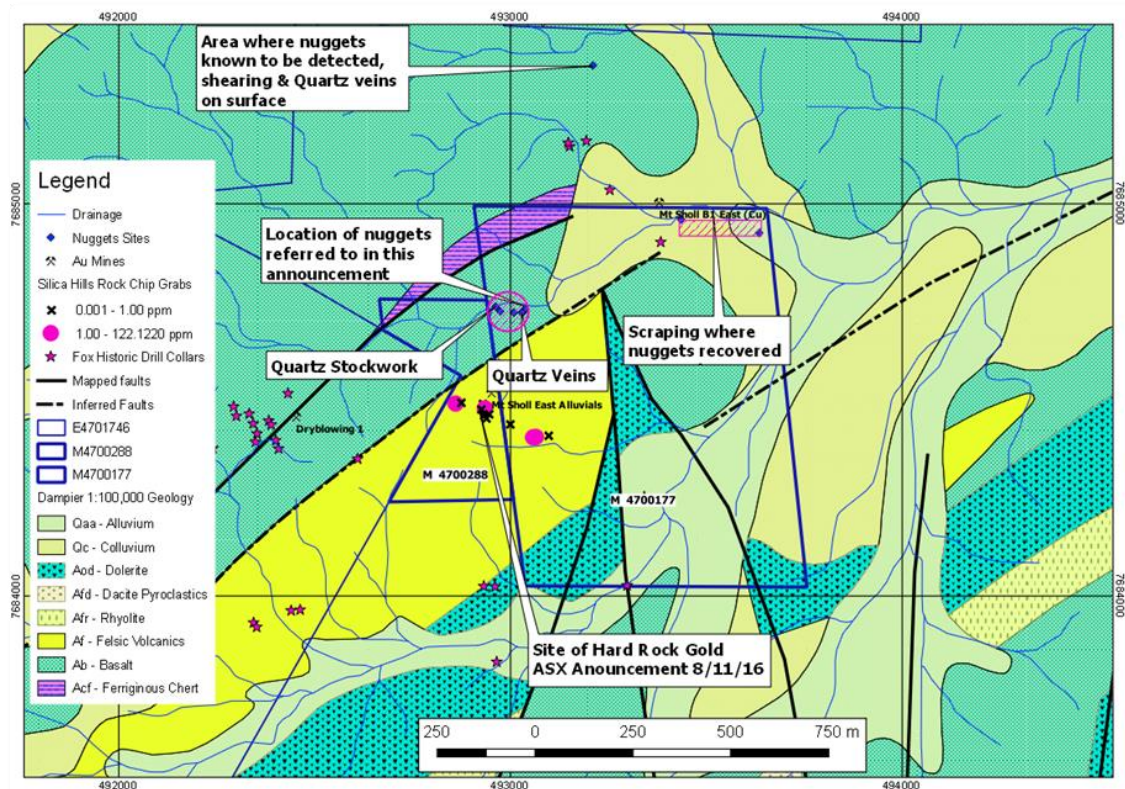 492000
493000
494000
Area where nuggets
known to be detected,
shearing & Quartz veins
on surface
Legend
Drainage
Nuggets Sites
Au Mines
Silica Hills Rock Chip Grabs
0.001 - 1.00 ppm
1.00 - 122.1220 ppm
Fox Historic Drill Collars
Mapped faults
Inferred Faults
E4701746
M4700288
M4700177
Dampier 1:100,000 Geology
Qaa - Alluvium
Qc - Colluvium
Aod - Dolerite
Afd - Dacite Pyroclastics
Afr - Rhyolite
Af - Felsic Volcanics
Ab - Basalt
Acf - Ferriginous Chert
7685000
7685000
Mt Sholl B1 East (Cu)
Location of nuggets
referred to in this
announcement
Scraping where
nuggets recovered
Quartz Stockwork
Quartz Veins
Mt Sholl East Alluvials
Dryblowing 1
M 4700288
M 4700177
7684000
7684000
Site of Hard Rock Gold
ASX Anouncement 8/11/16
250 0 250 500 750 m
492000
493000
494000